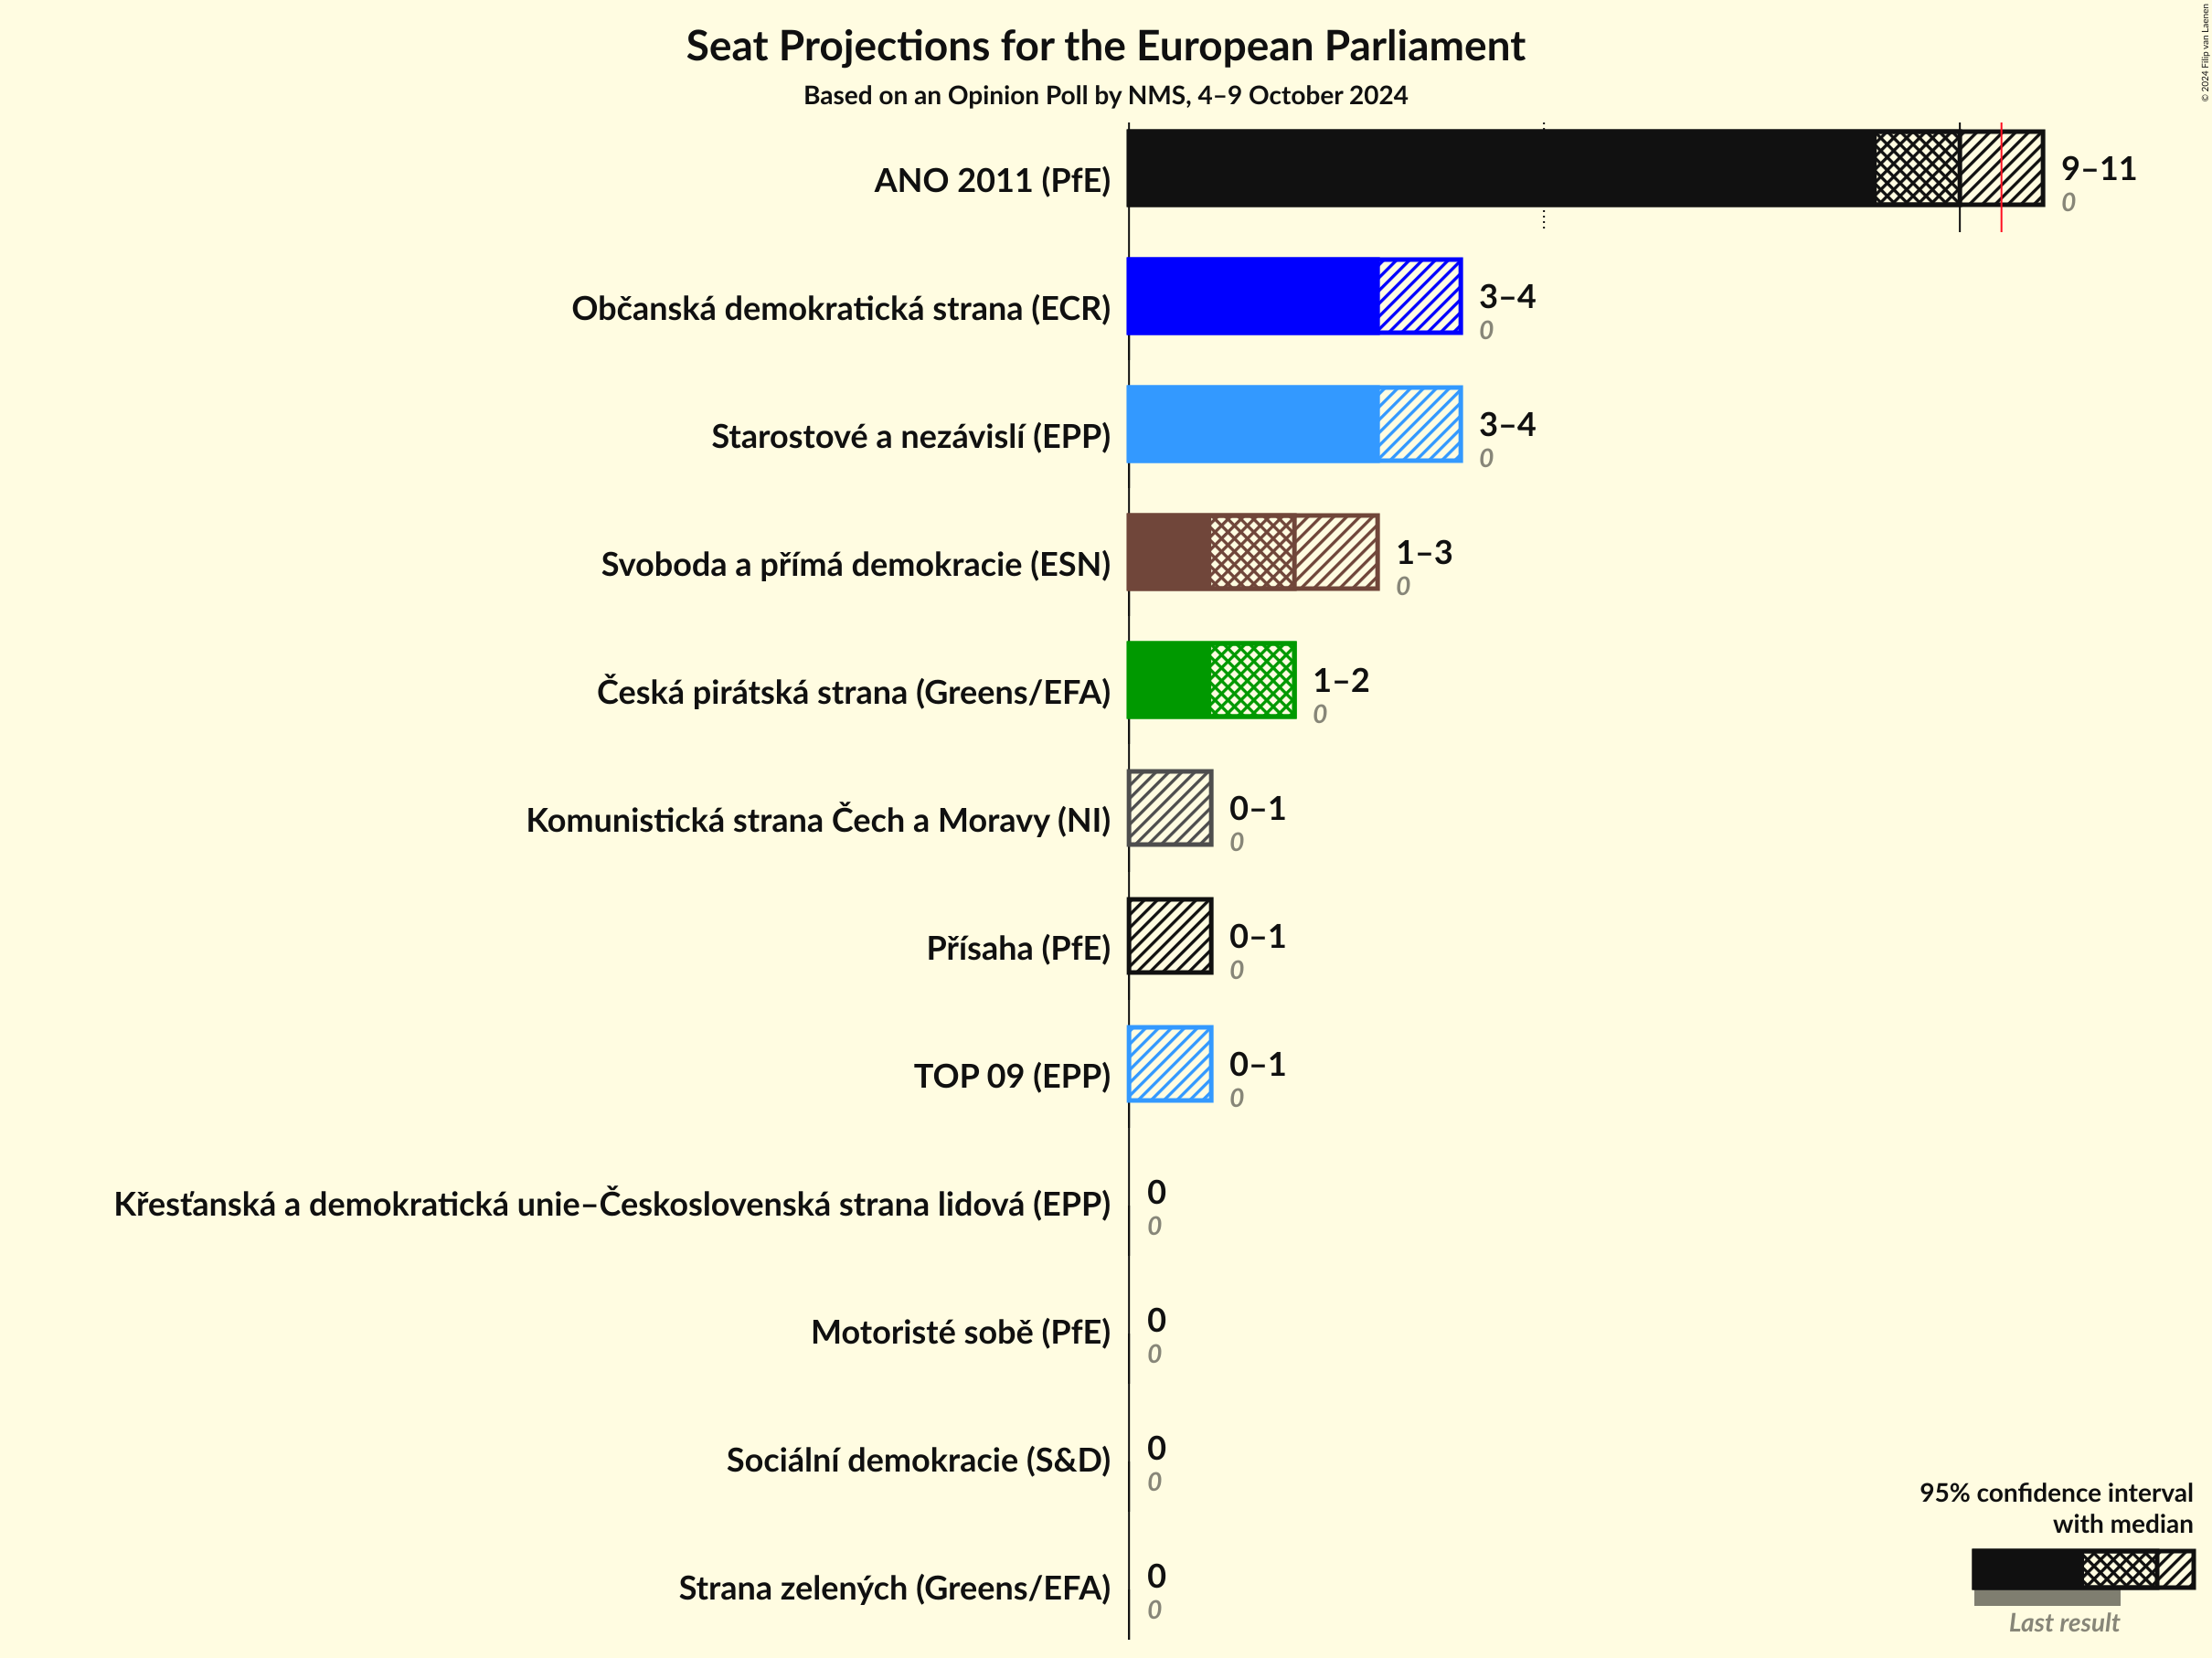 Seat Projections for the European Parliament
Based on an Opinion Poll by NMS, 4–9 October 2024
© 2024 Filip van Laenen
ANO 2011 (PfE)
9–11
0
Občanská demokratická strana (ECR)
3–4
0
Starostové a nezávislí (EPP)
3–4
0
Svoboda a přímá demokracie (ESN)
1–3
0
Česká pirátská strana (Greens/EFA)
1–2
0
Komunistická strana Čech a Moravy (NI)
0–1
0
Přísaha (PfE)
0–1
0
TOP 09 (EPP)
0–1
0
Křesťanská a demokratická unie–Československá strana lidová (EPP)
0
0
Motoristé sobě (PfE)
0
0
Sociální demokracie (S&D)
0
0
Strana zelených (Greens/EFA)
0
0
95% confidence interval
with median
Last result